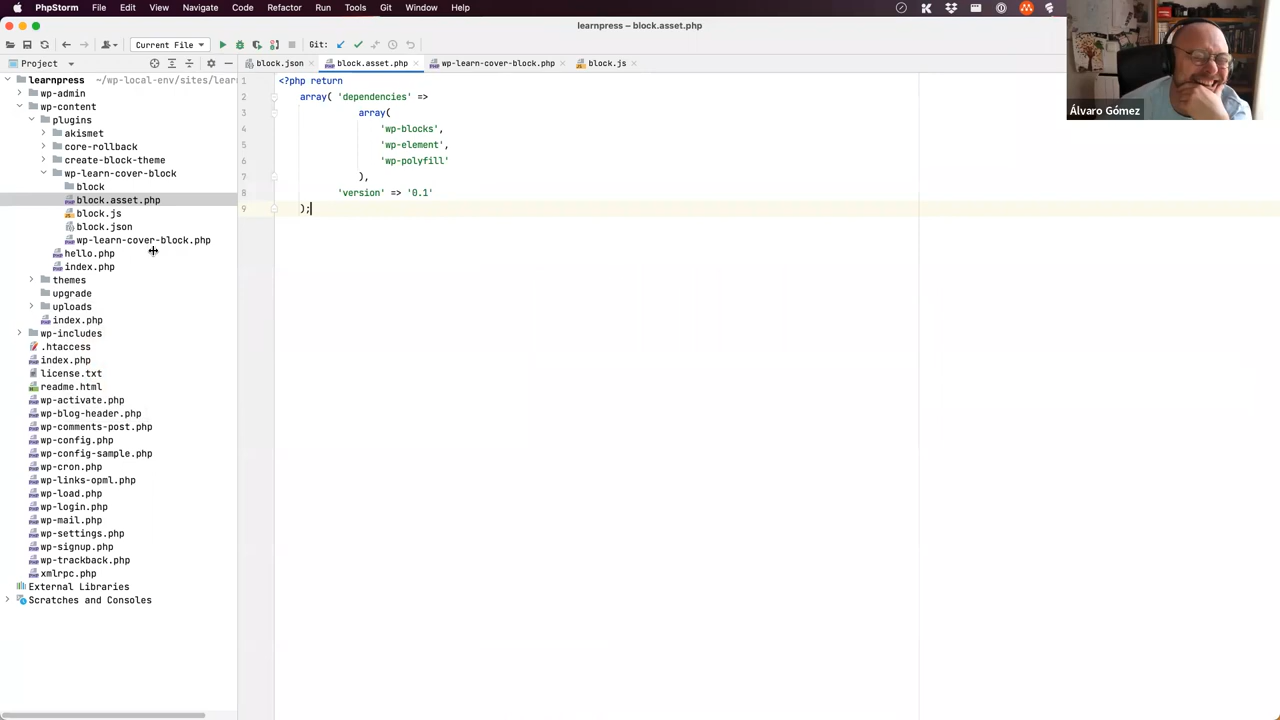 PhpStorm File Edit View Navigate Code Refactor Run Tools Git Window Help
learnpress – block.asset.php
Current File Git:
Project block.json block.asset.php wp-learn-cover-block.php block.js
learnpress ~/wp-local-env/sites/lear
wp-admin
wp-content
plugins
akismet
core-rollback
create-block-theme
wp-learn-cover-block
block
block.asset.php
block.js
block.json
wp-learn-cover-block.php
hello.php
index.php
themes
upgrade
uploads
index.php
wp-includes
.htaccess
index.php
license.txt
readme.html
wp-activate.php
wp-blog-header.php
wp-comments-post.php
wp-config.php
wp-config-sample.php
wp-cron.php
wp-links-opml.php
wp-load.php
wp-login.php
wp-mail.php
wp-settings.php
wp-signup.php
wp-trackback.php
xmlrpc.php
External Libraries
Scratches and Consoles
1 <?php return
2 array( 'dependencies' =>
3 array(
4 'wp-blocks',
5 'wp-element',
6 'wp-polyfill'
7 ),
8 'version' => '0.1'
9 );
Álvaro Gómez